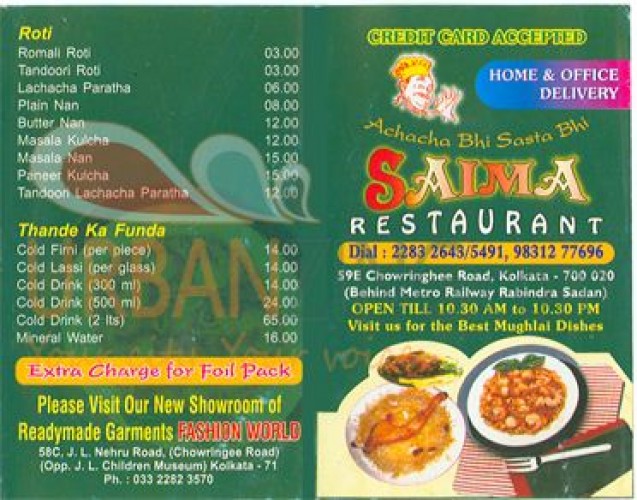 Roti
Romali Roti 03.00
Tandoori Roti 03.00
Lachacha Paratha 06.00
Plain Nan 08.00
Butter Nan 12.00
Masala Kulcha 12.00
Masala Nan 15.00
Paneer Kulcha 15.00
Tandoon Lachacha Paratha 12.00
Thande Ka Funda
Cold Firni (per piece) 14.00
Cold Lassi (per glass) 14.00
Cold Drink (300 ml) 14.00
Cold Drink (500 ml) 24.00
Cold Drink (2 lts) 65.00
Mineral Water 16.00
Extra Charge for Foil Pack
Please Visit Our New Showroom of
Readymade Garments FASHION WORLD
58C, J. L. Nehru Road, (Chowringee Road)
(Opp. J. L. Children Museum) Kolkata - 71
Ph. : 033 2282 3570
CREDIT CARD ACCEPTED
HOME & OFFICE
DELIVERY
Achacha Bhi Sasta Bhi
SAIMA
RESTAURANT
Dial : 2283 2643/5491, 98312 77696
59E Chowringhee Road, Kolkata - 700 020
(Behind Metro Railway Rabindra Sadan)
OPEN TILL 10.30 AM to 10.30 PM
Visit us for the Best Mughlai Dishes